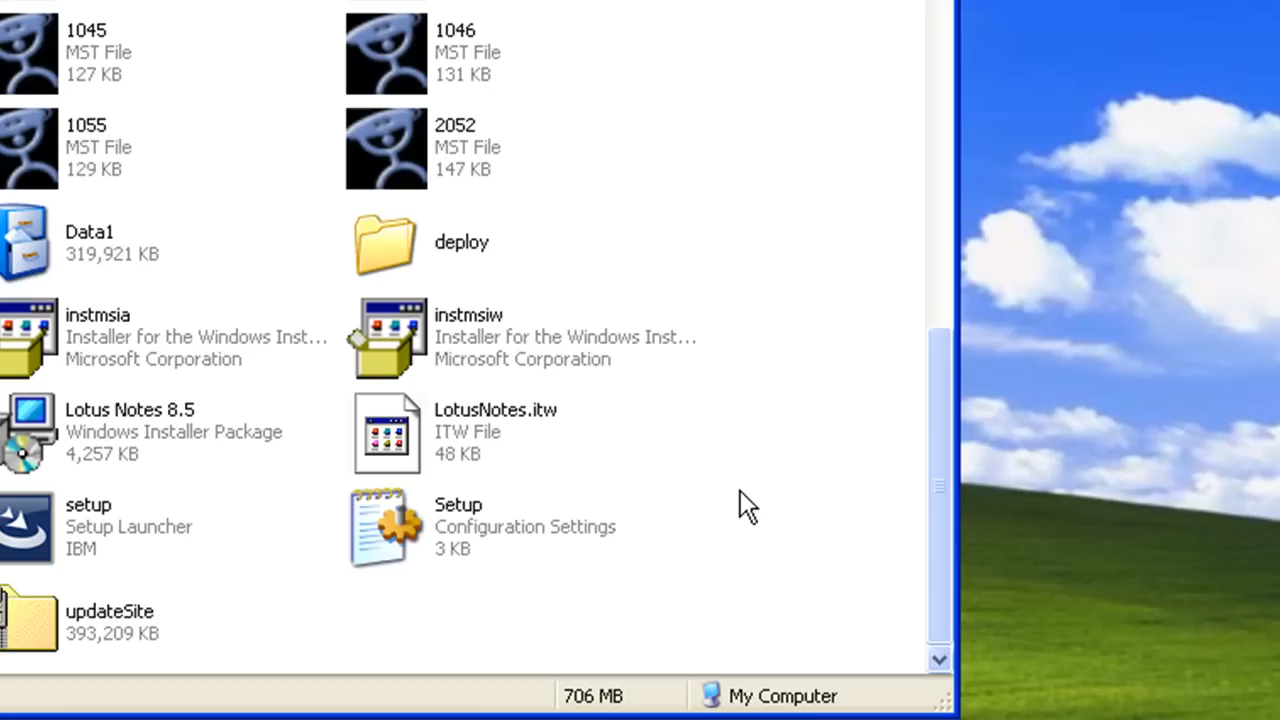 1045
MST File
127 KB
1046
MST File
131 KB
1055
MST File
129 KB
2052
MST File
147 KB
Data1
319,921 KB
deploy
instmsia
Installer for the Windows Inst...
Microsoft Corporation
instmsiw
Installer for the Windows Inst...
Microsoft Corporation
Lotus Notes 8.5
Windows Installer Package
4,257 KB
LotusNotes.itw
ITW File
48 KB
setup
Setup Launcher
IBM
Setup
Configuration Settings
3 KB
updateSite
393,209 KB
706 MB
My Computer